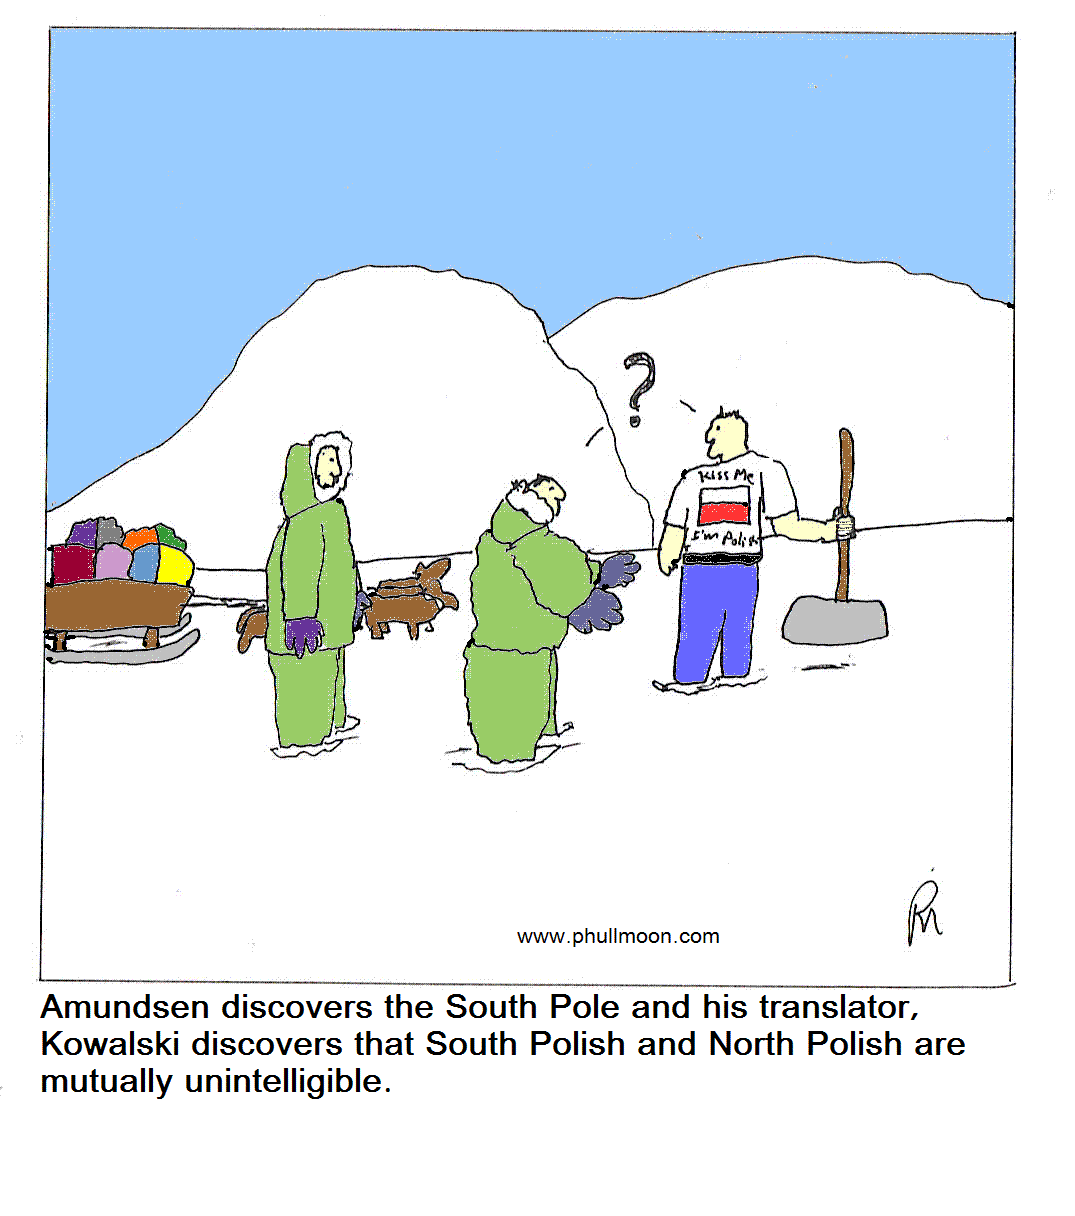 ?
Kiss Me
I'm Polish
www.phullmoon.com
Amundsen discovers the South Pole and his translator,
Kowalski discovers that South Polish and North Polish are
mutually unintelligible.